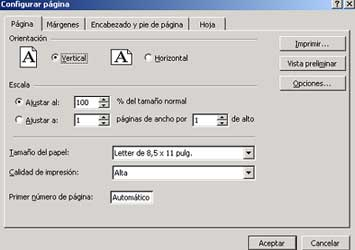 Configurar página
Página Márgenes Encabezado y pie de página Hoja
Orientación
A Vertical A Horizontal
Imprimir...
Vista preliminar
Opciones...
Escala
Ajustar al: 100 % del tamaño normal
Ajustar a: 1 páginas de ancho por 1 de alto
Tamaño del papel: Letter de 8,5 x 11 pulg.
Calidad de impresión: Alta
Primer número de página: Automático
Aceptar Cancelar